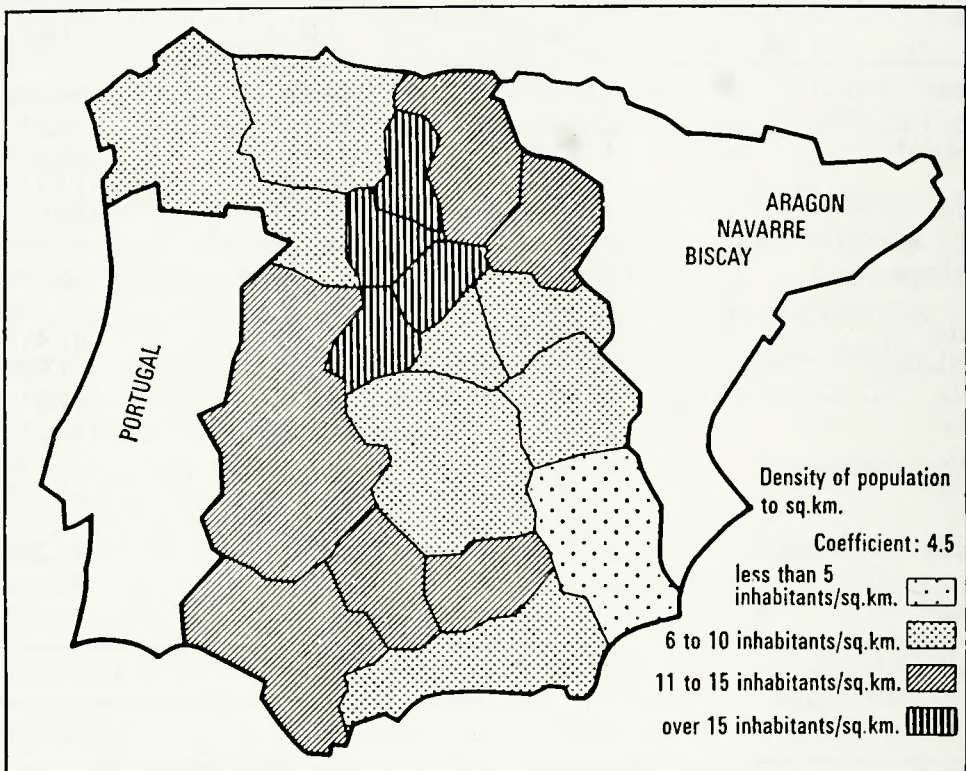 ARAGON
NAVARRE
BISCAY
PORTUGAL
Density of population
to sq.km.
Coefficient: 4.5
less than 5
inhabitants/sq.km.
6 to 10 inhabitants/sq.km.
11 to 15 inhabitants/sq.km.
over 15 inhabitants/sq.km.